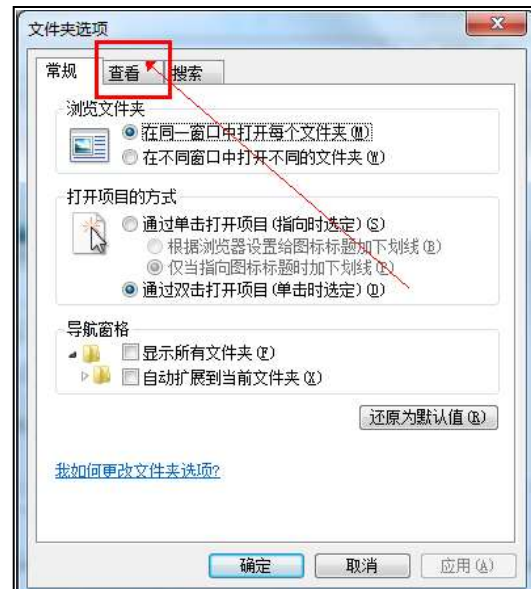 文件夹选项
常规 查看 搜索
浏览文件夹
在同一窗口中打开每个文件夹(M)
在不同窗口中打开不同的文件夹(W)
打开项目的方式
通过单击打开项目(指向时选定)(S)
根据浏览器设置给图标标题加下划线(B)
仅当指向图标标题时加下划线(P)
通过双击打开项目(单击时选定)(D)
导航窗格
显示所有文件夹(F)
自动扩展到当前文件夹(X)
还原为默认值(R)
我如何更改文件夹选项?
确定 取消 应用(A)